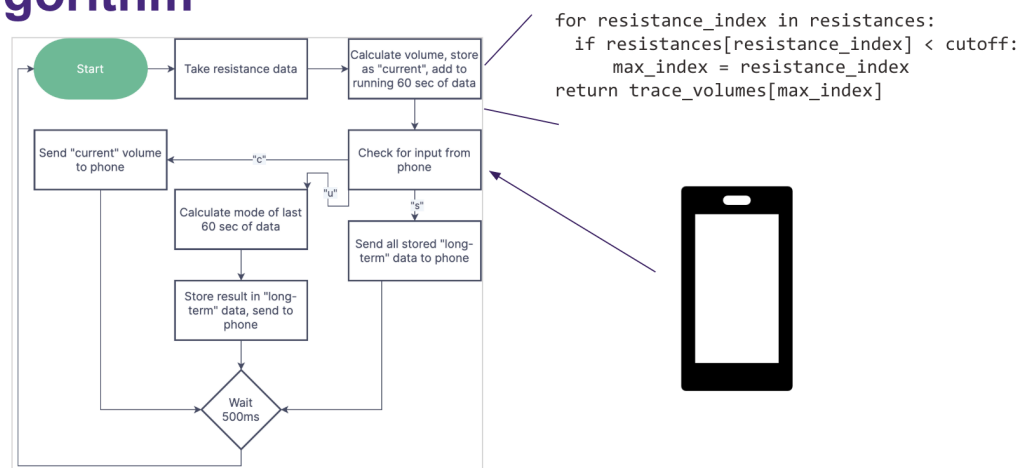 gorithm
for resistance_index in resistances:
if resistances[resistance_index] < cutoff:
max_index = resistance_index
return trace_volumes[max_index]
Start
Take resistance data
Calculate volume, store
as "current", add to
running 60 sec of data
Send "current" volume
to phone
"c"
Check for input from
phone
"u"
"s"
Calculate mode of last
60 sec of data
Send all stored "long-
term" data to phone
Store result in "long-
term" data, send to
phone
Wait
500ms